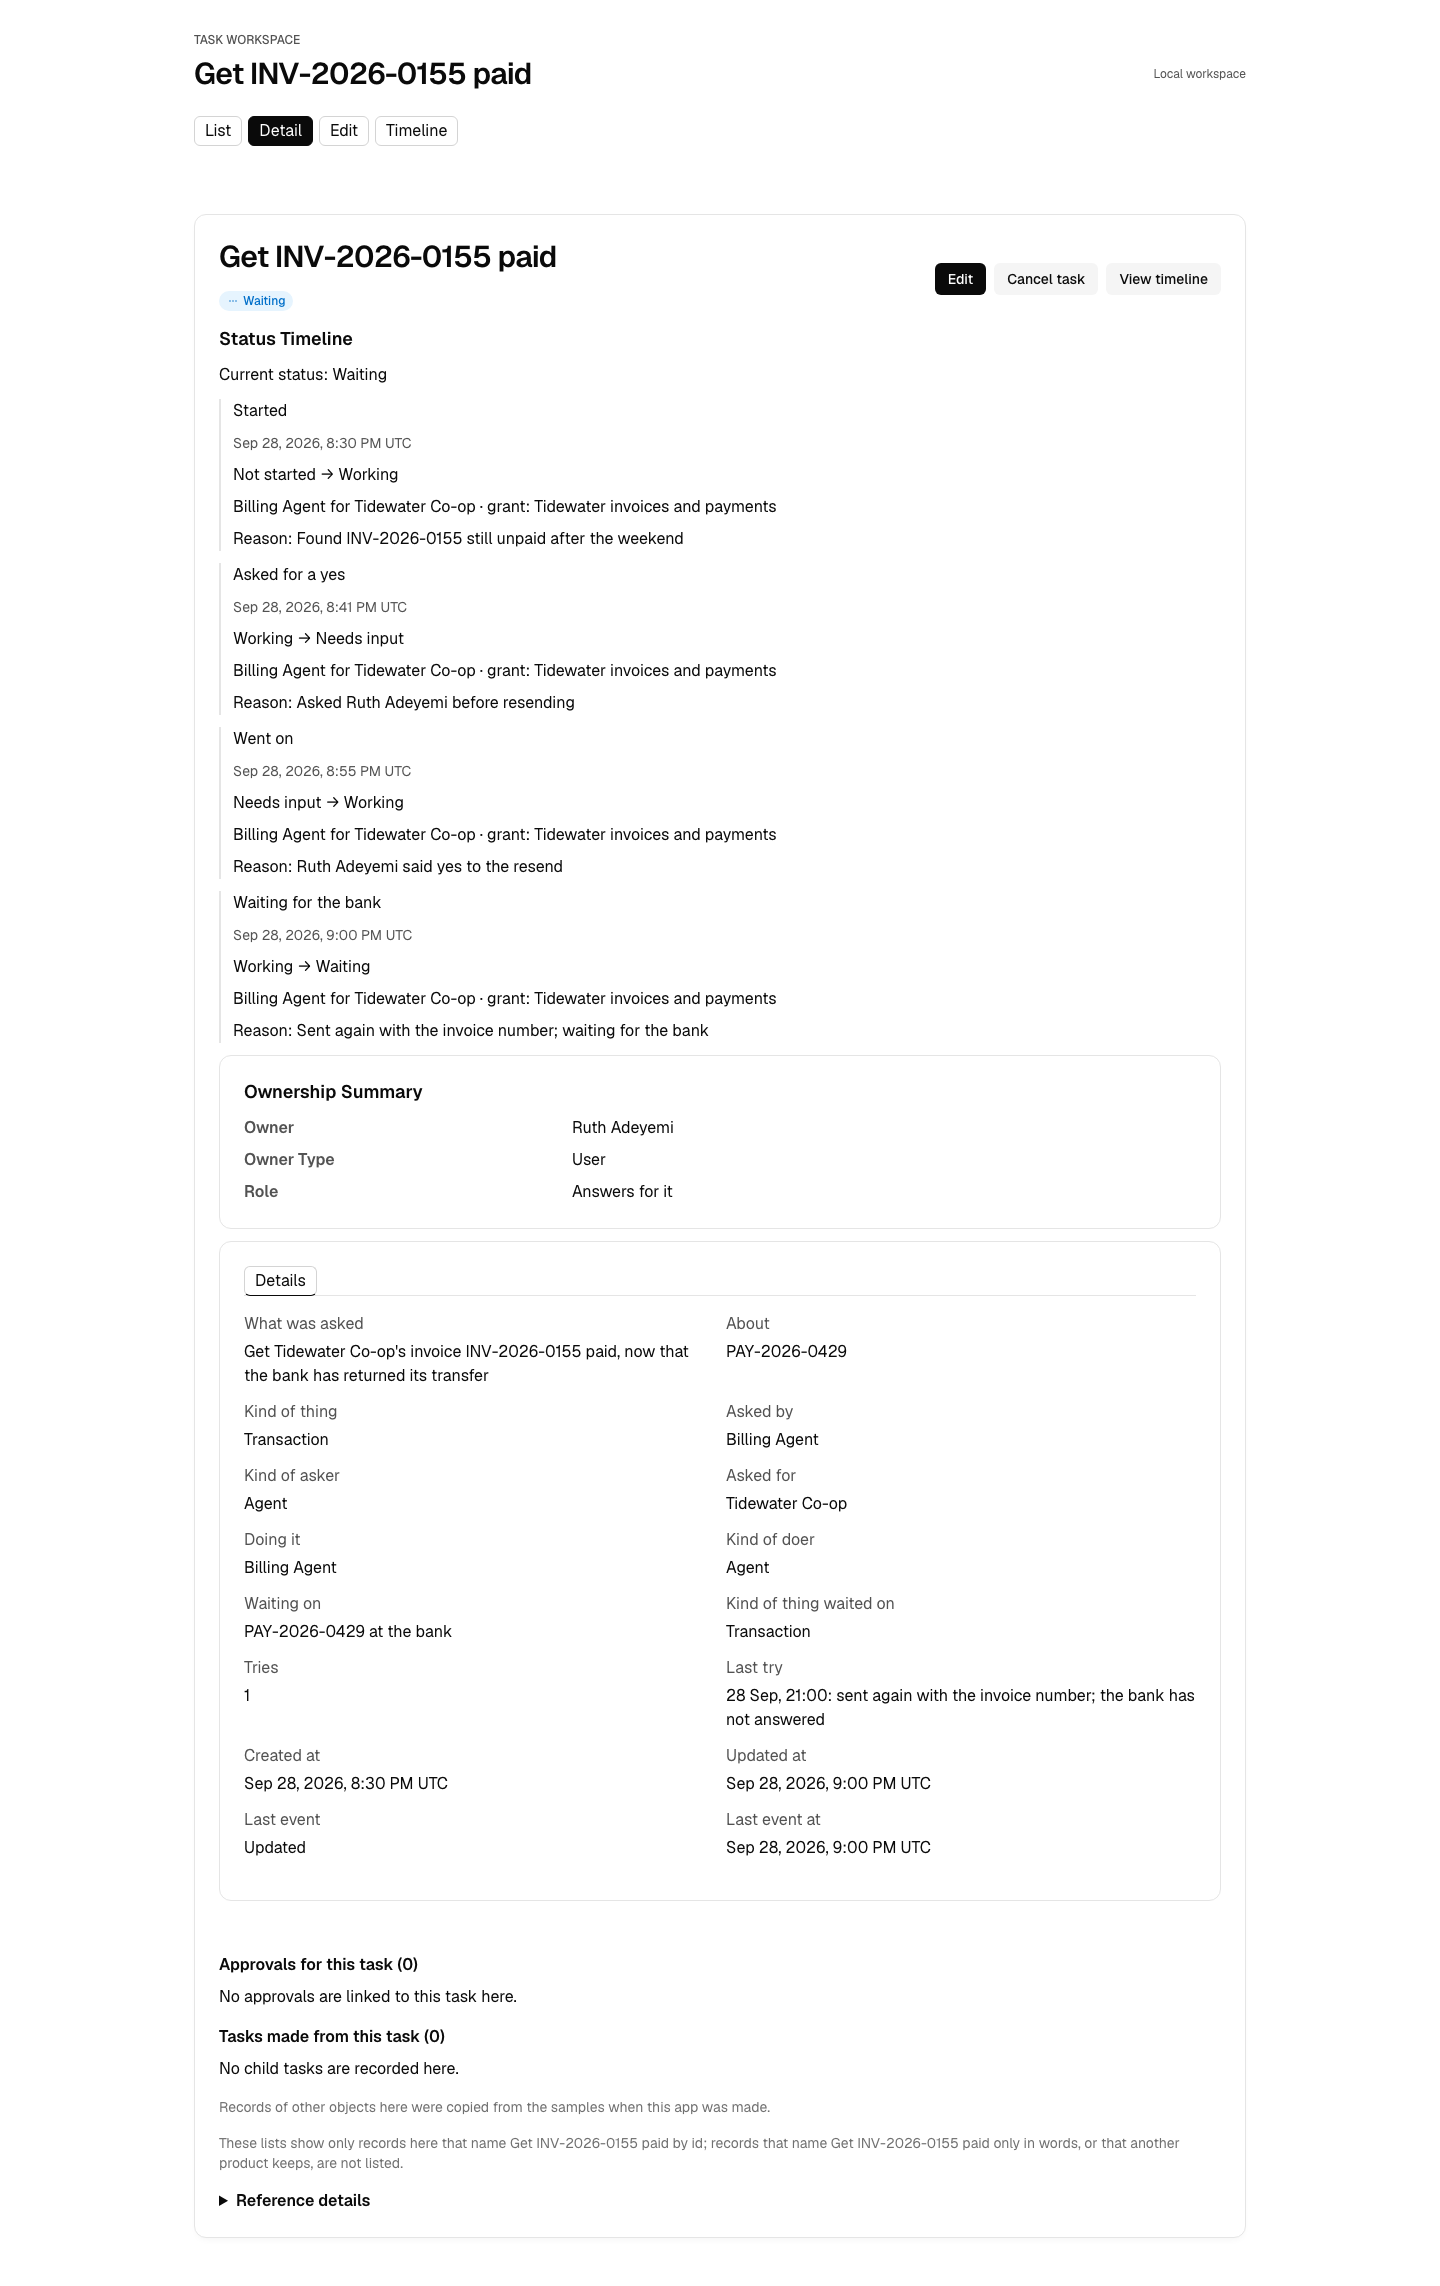 TASK WORKSPACE
Get INV-2026-0155 paid
Local workspace
List
Detail
Edit
Timeline
Get INV-2026-0155 paid
Edit
Cancel task
View timeline
··· Waiting
Status Timeline
Current status: Waiting
Started
Sep 28, 2026, 8:30 PM UTC
Not started → Working
Billing Agent for Tidewater Co-op · grant: Tidewater invoices and payments
Reason: Found INV-2026-0155 still unpaid after the weekend
Asked for a yes
Sep 28, 2026, 8:41 PM UTC
Working → Needs input
Billing Agent for Tidewater Co-op · grant: Tidewater invoices and payments
Reason: Asked Ruth Adeyemi before resending
Went on
Sep 28, 2026, 8:55 PM UTC
Needs input → Working
Billing Agent for Tidewater Co-op · grant: Tidewater invoices and payments
Reason: Ruth Adeyemi said yes to the resend
Waiting for the bank
Sep 28, 2026, 9:00 PM UTC
Working → Waiting
Billing Agent for Tidewater Co-op · grant: Tidewater invoices and payments
Reason: Sent again with the invoice number; waiting for the bank
Ownership Summary
Owner Ruth Adeyemi
Owner Type User
Role Answers for it
Details
What was asked
Get Tidewater Co-op's invoice INV-2026-0155 paid, now that
the bank has returned its transfer
About
PAY-2026-0429
Kind of thing
Transaction
Asked by
Billing Agent
Kind of asker
Agent
Asked for
Tidewater Co-op
Doing it
Billing Agent
Kind of doer
Agent
Waiting on
PAY-2026-0429 at the bank
Kind of thing waited on
Transaction
Tries
1
Last try
28 Sep, 21:00: sent again with the invoice number; the bank has
not answered
Created at
Sep 28, 2026, 8:30 PM UTC
Updated at
Sep 28, 2026, 9:00 PM UTC
Last event
Updated
Last event at
Sep 28, 2026, 9:00 PM UTC
Approvals for this task (0)
No approvals are linked to this task here.
Tasks made from this task (0)
No child tasks are recorded here.
Records of other objects here were copied from the samples when this app was made.
These lists show only records here that name Get INV-2026-0155 paid by id; records that name Get INV-2026-0155 paid only in words, or that another
product keeps, are not listed.
▶ Reference details